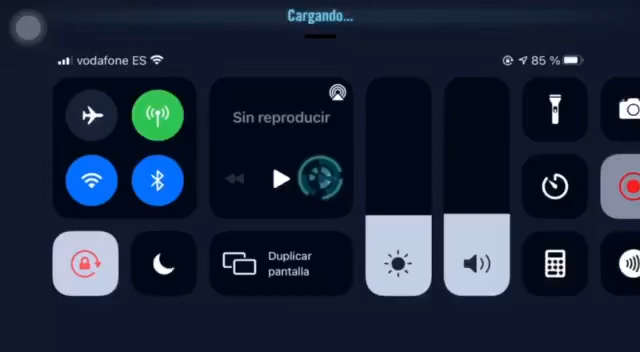 Cargando...
vodafone ES
85 %
Sin reproducir
Duplicar
pantalla